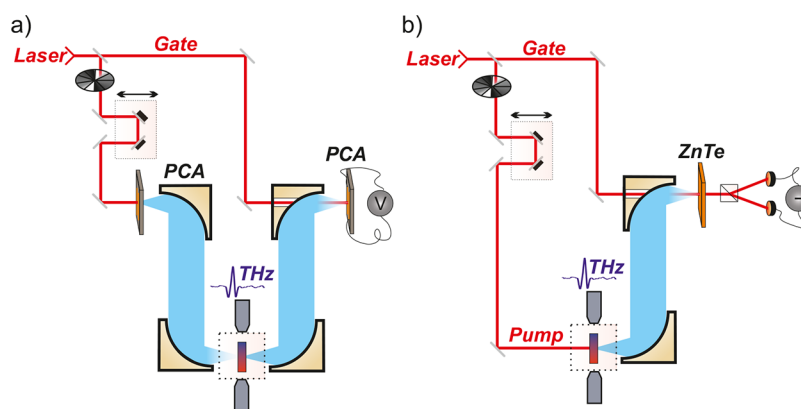 a)
Laser
Gate
PCA
PCA
V
THz
b)
Laser
Gate
ZnTe
THz
Pump